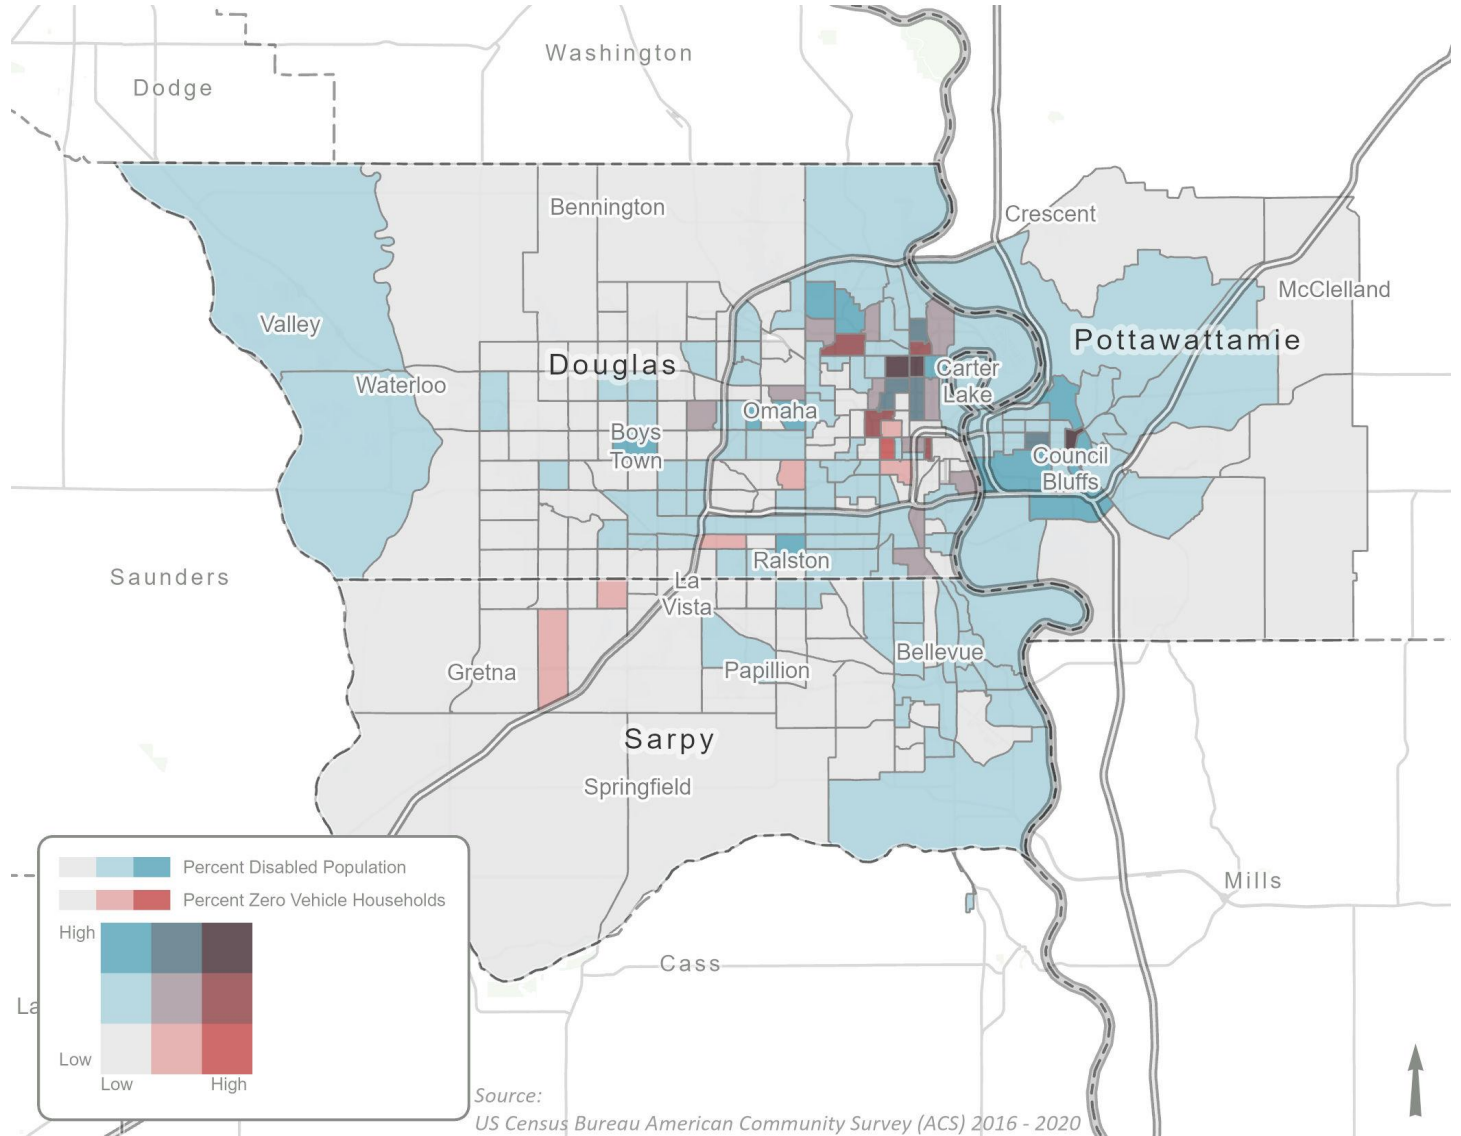 Washington
Dodge
Bennington
Crescent
McClelland
Valley
Pottawattamie
Douglas
Waterloo
Carter
Lake
Omaha
Boys
Town
Council
Bluffs
Ralston
Saunders
La
Vista
Bellevue
Gretna
Papillion
Sarpy
Springfield
Percent Disabled Population
Percent Zero Vehicle Households
High
Low
Low
High
Mills
Cass
La
Source:
US Census Bureau American Community Survey (ACS) 2016 - 2020